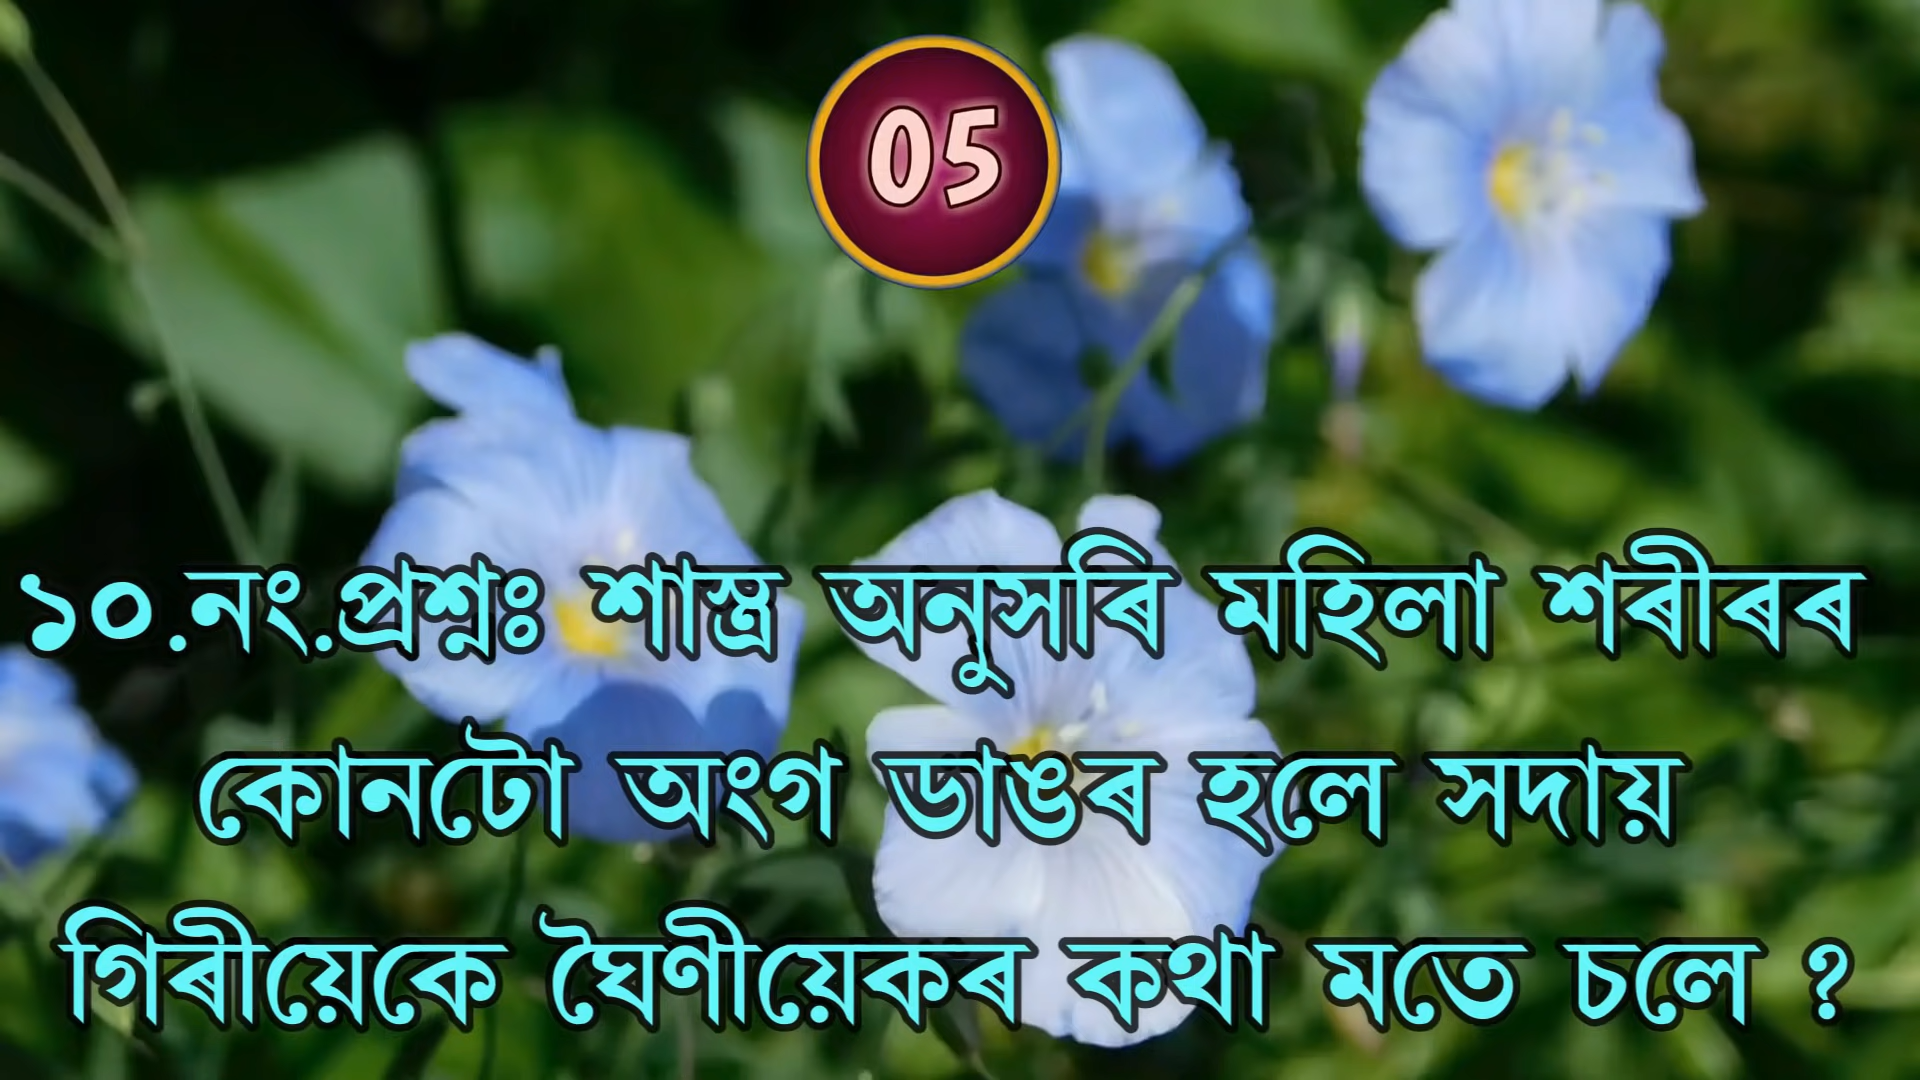 05
১০.নং.প্ৰশ্নঃ শাস্ত্ৰ অনুসৰি মহিলা শৰীৰৰ
কোনটো অংগ ডাঙৰ হলে সদায়
গিৰীয়েকে ঘৈণীয়েকৰ কথা মতে চলে ?